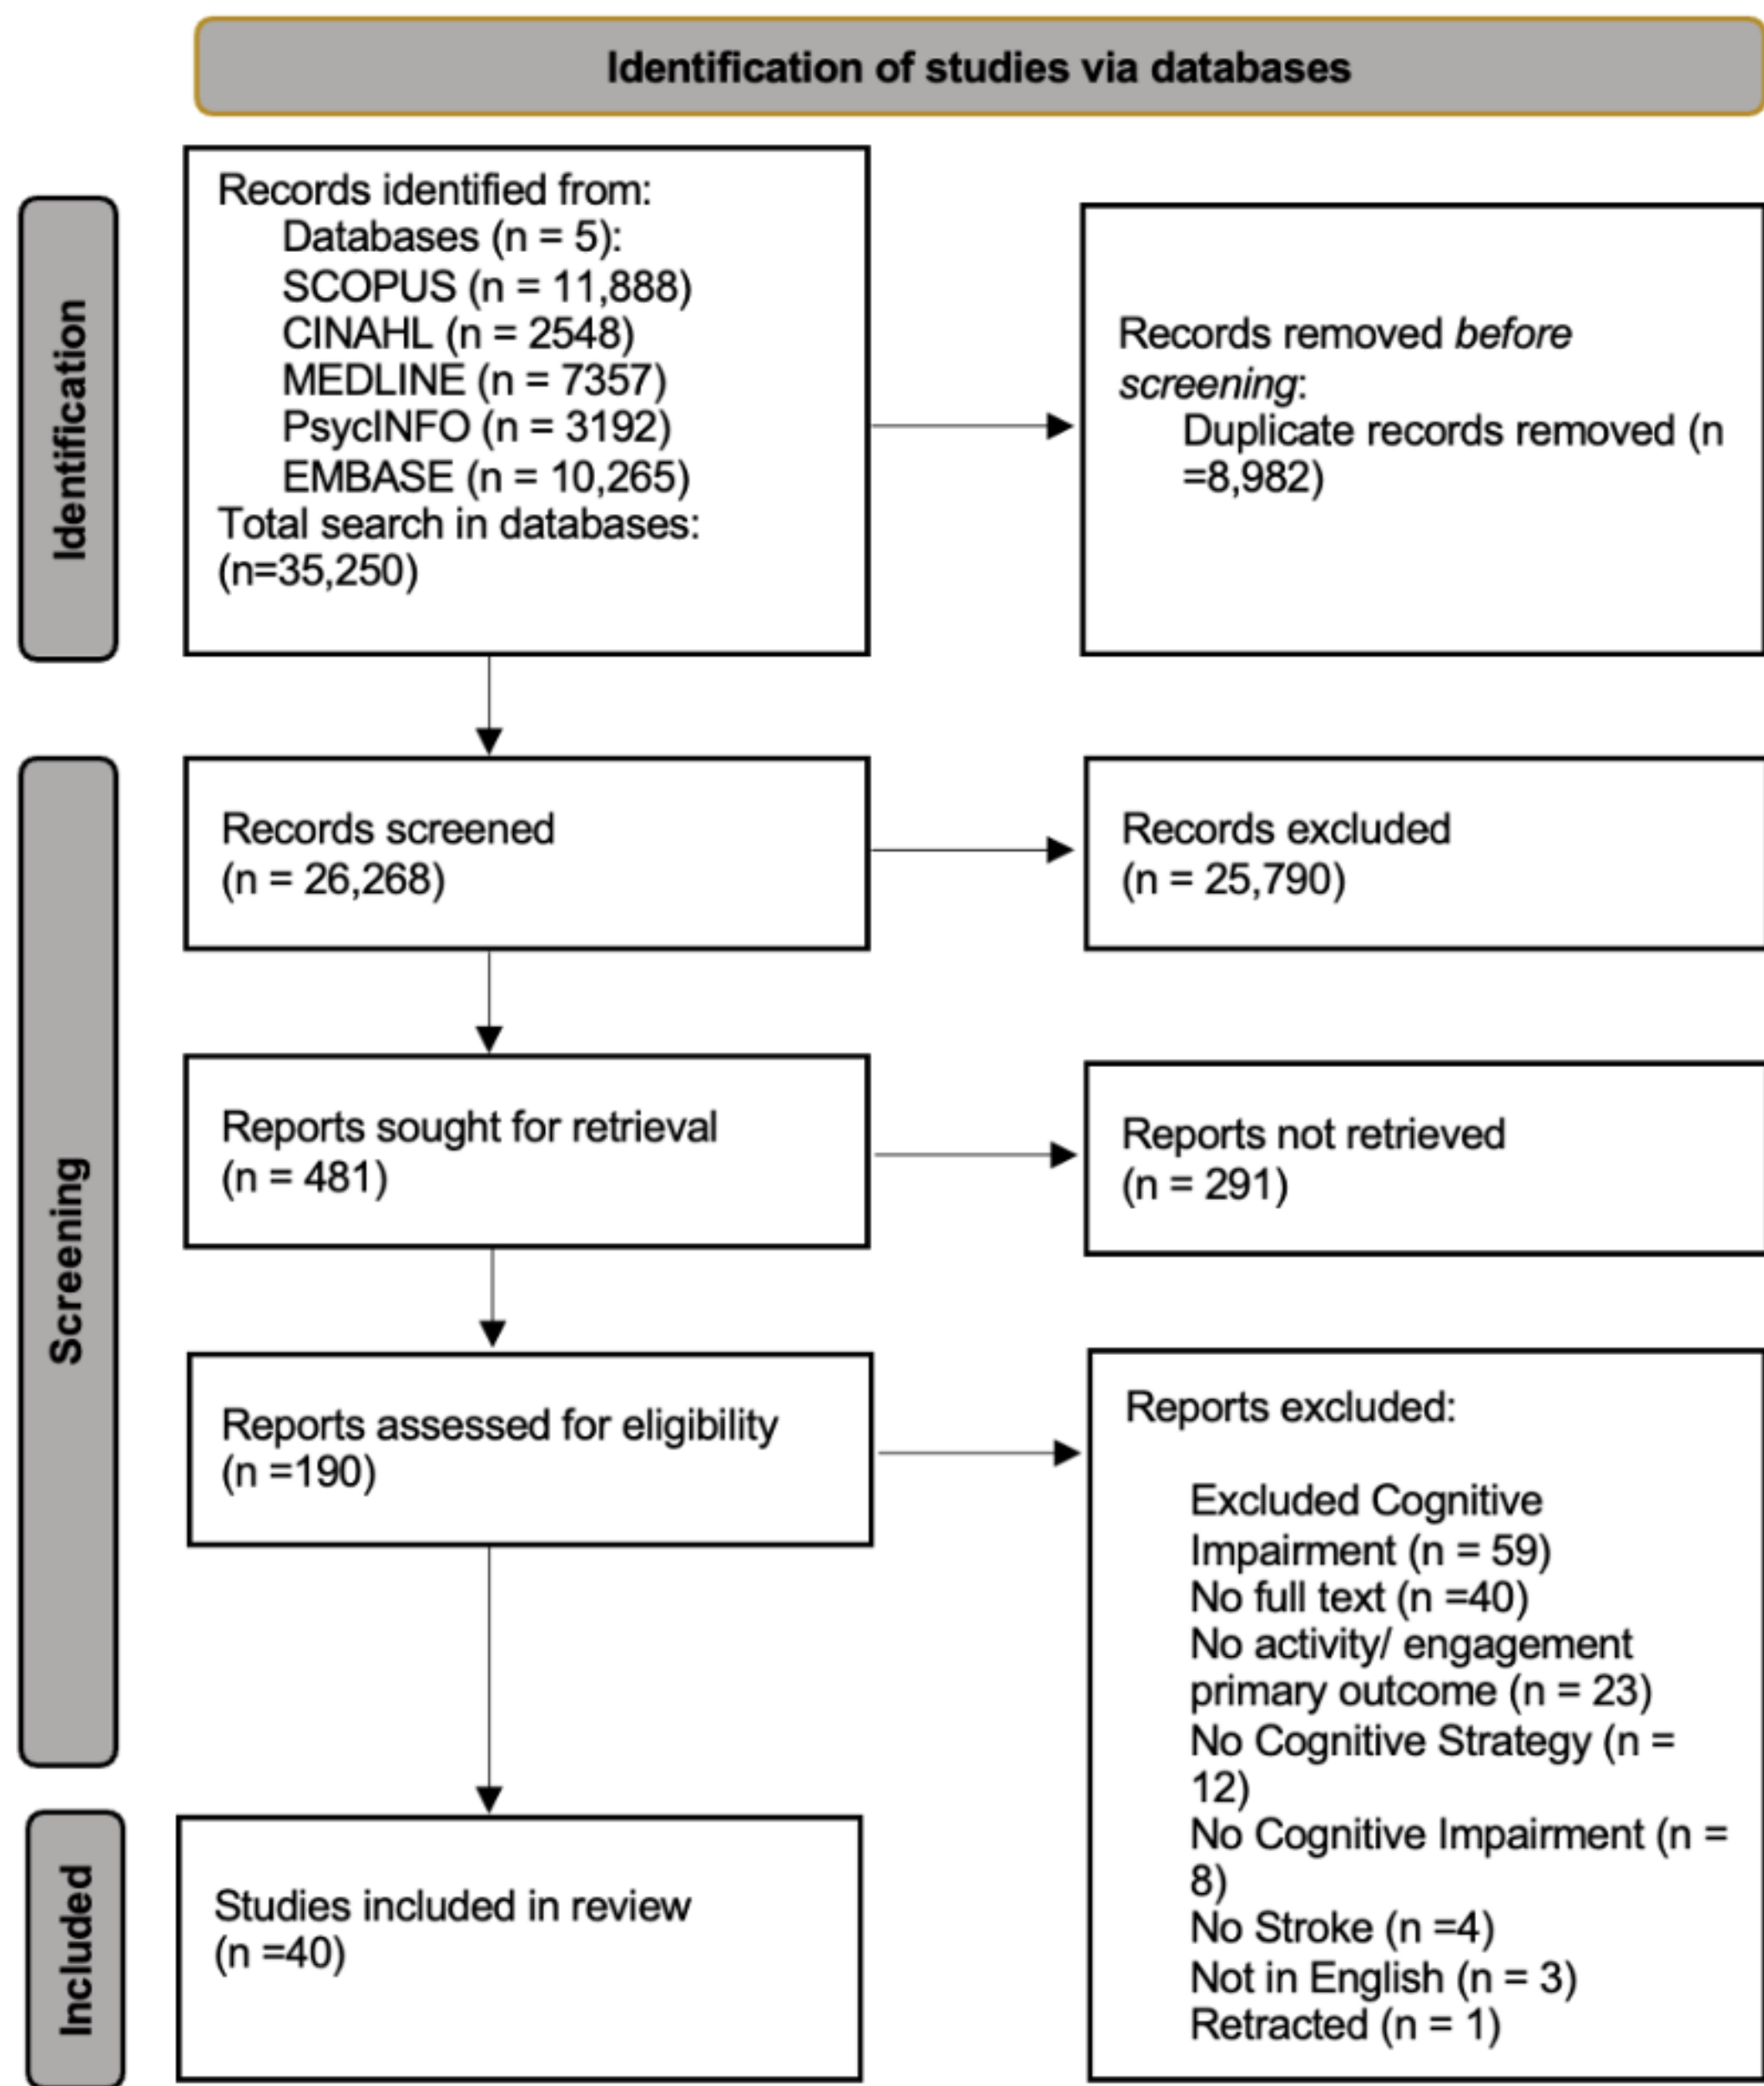 Identification of studies via databases
Identification
Records identified from:
Databases (n = 5):
SCOPUS (n = 11,888)
CINAHL (n = 2548)
MEDLINE (n = 7357)
PsycINFO (n = 3192)
EMBASE (n = 10,265)
Total search in databases:
(n=35,250)
Records removed before
screening:
Duplicate records removed (n
=8,982)
Screening
Records screened
(n = 26,268)
Records excluded
(n = 25,790)
Reports sought for retrieval
(n = 481)
Reports not retrieved
(n = 291)
Reports assessed for eligibility
(n =190)
Reports excluded:
Excluded Cognitive
Impairment (n = 59)
No full text (n =40)
No activity/ engagement
primary outcome (n = 23)
No Cognitive Strategy (n =
12)
No Cognitive Impairment (n =
8)
No Stroke (n =4)
Not in English (n = 3)
Retracted (n = 1)
Included
Studies included in review
(n =40)